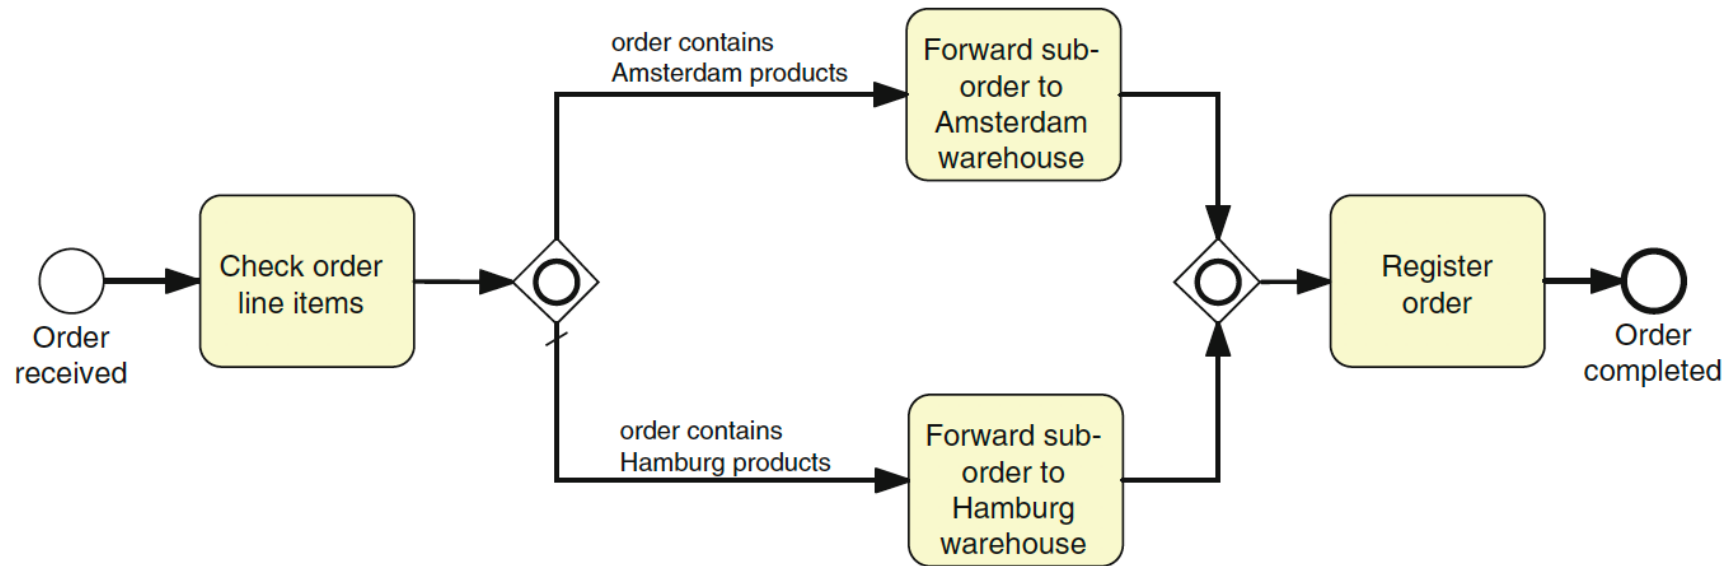 Order
received
Check order
line items
order contains
Amsterdam products
Forward sub-
order to
Amsterdam
warehouse
order contains
Hamburg products
Forward sub-
order to
Hamburg
warehouse
Register
order
Order
completed